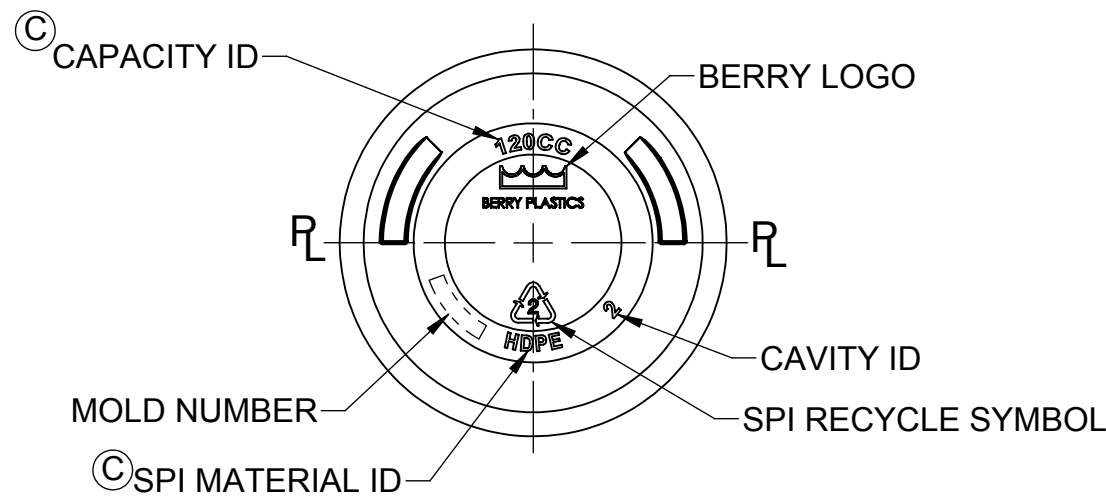 Ⓒ CAPACITY ID
BERRY LOGO
120CC
BERRY PLASTICS
PL
PL
2
2
HDPE
CAVITY ID
MOLD NUMBER
SPI RECYCLE SYMBOL
Ⓒ SPI MATERIAL ID